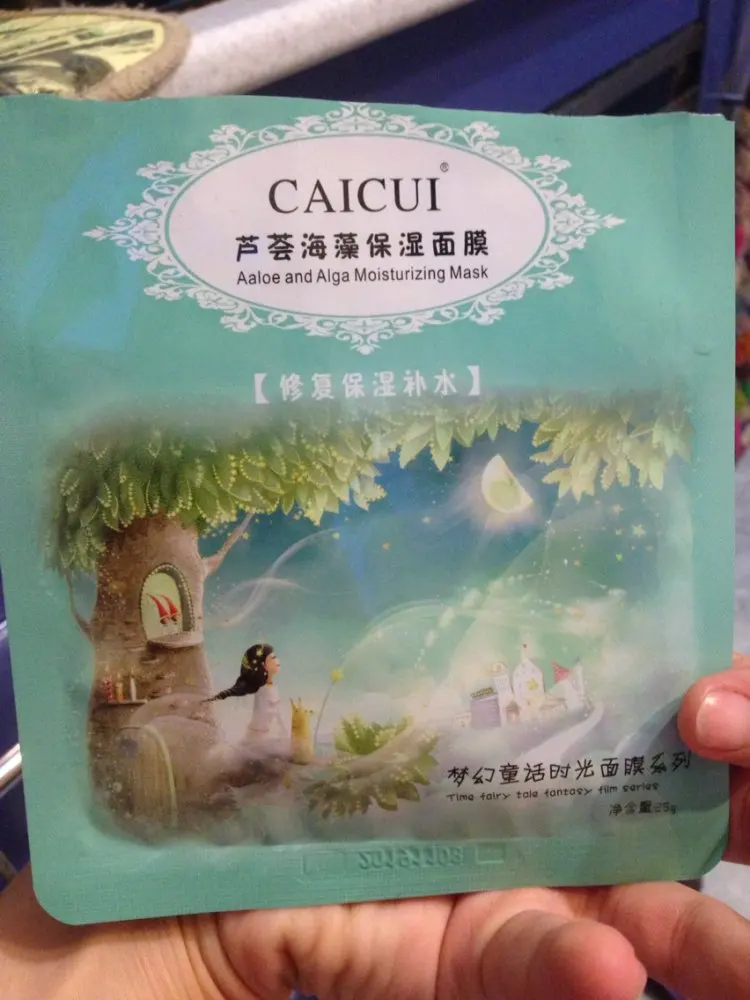 CAICUI®
芦荟海藻保湿面膜
Aaloe and Alga Moisturizing Mask
【修复保湿补水】
梦幻童话时光面膜系列
Time fairy tale fantasy film series
净含量25g